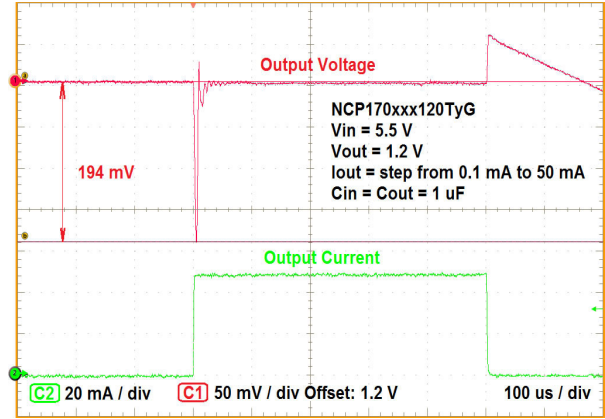 Output Voltage
NCP170xxx120TyG
Vin = 5.5 V
Vout = 1.2 V
Iout = step from 0.1 mA to 50 mA
Cin = Cout = 1 uF
194 mV
Output Current
C2 20 mA / div C1 50 mV / div Offset: 1.2 V 100 us / div